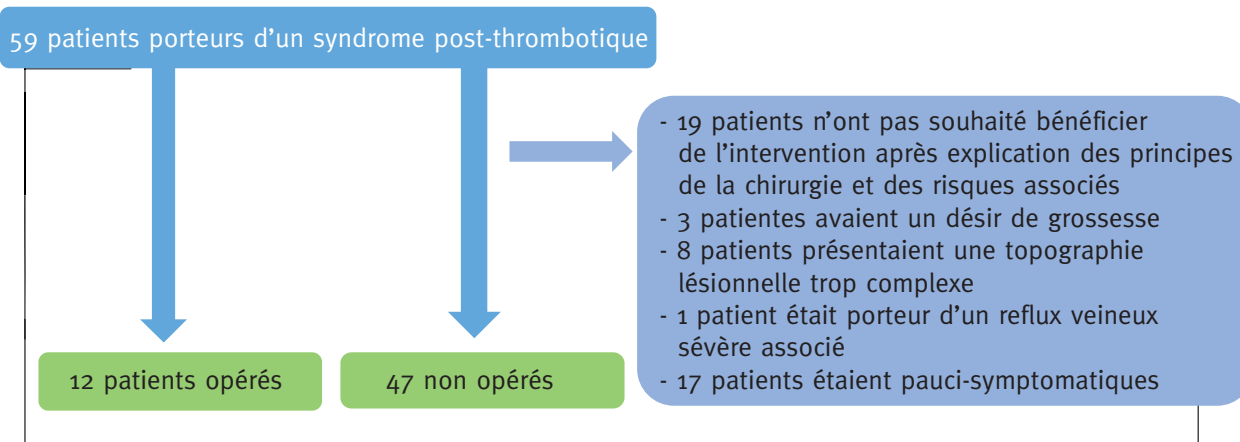 59 patients porteurs d'un syndrome post-thrombotique
- 19 patients n'ont pas souhaité bénéficier
de l'intervention après explication des principes
de la chirurgie et des risques associés
- 3 patientes avaient un désir de grossesse
- 8 patients présentaient une topographie
lésionnelle trop complexe
- 1 patient était porteur d'un reflux veineux
sévère associé
- 17 patients étaient pauci-symptomatiques
12 patients opérés
47 non opérés